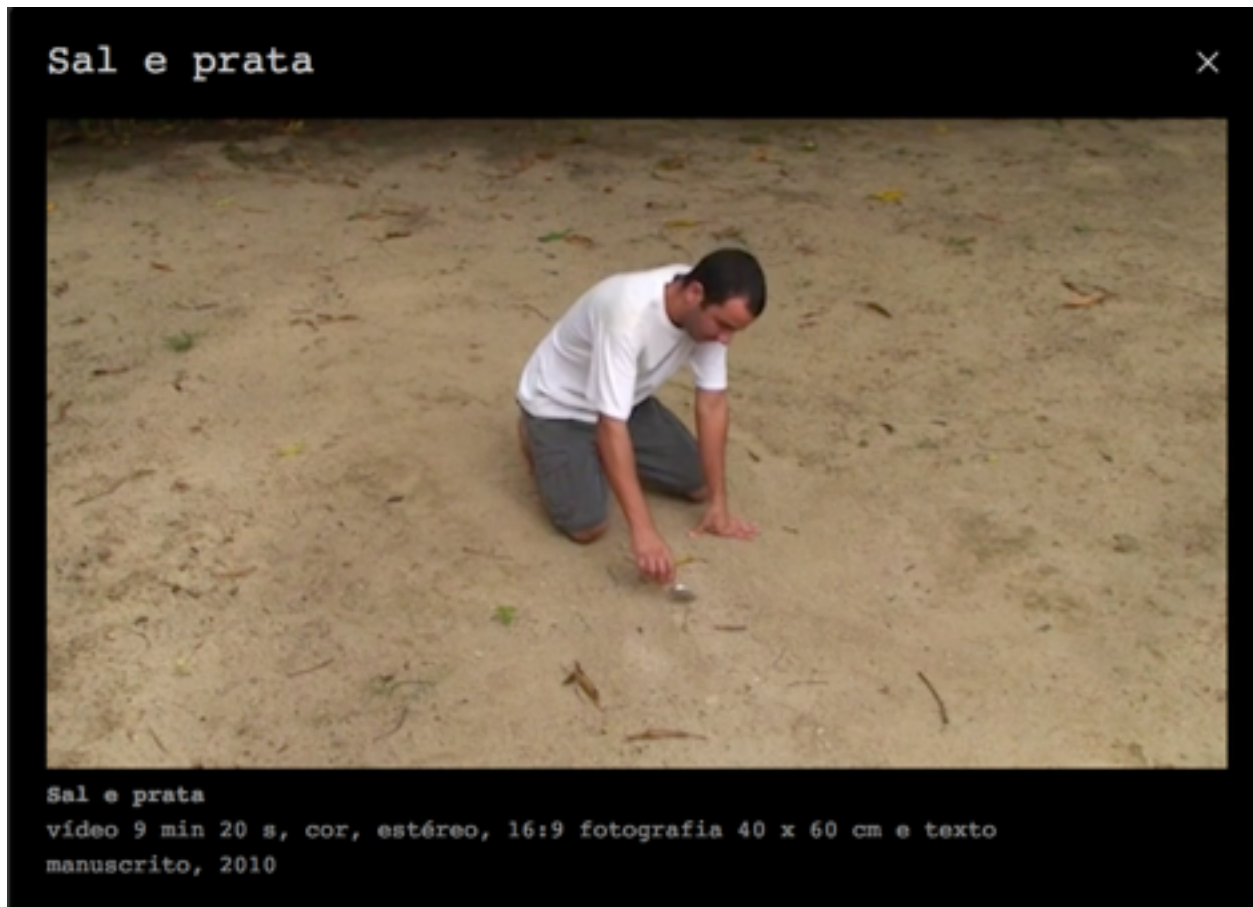 Sal e prata
Sal e prata
vídeo 9 min 20 s, cor, estéreo, 16:9 fotografia 40 x 60 cm e texto
manuscrito, 2010